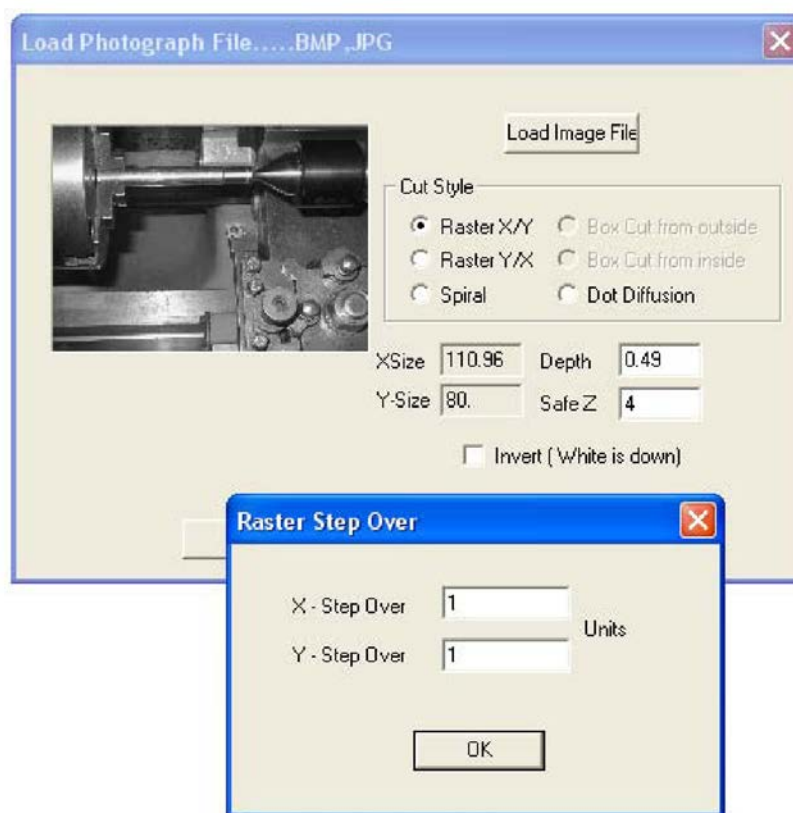 Load Photograph File.....BMP,JPG
Load Image File
Cut Style
Raster X/Y
Box Cut from outside
Raster Y/X
Box Cut from inside
Spiral
Dot Diffusion
XSize 110.96 Depth 0.49
Y-Size 80. Safe Z 4
Invert ( White is down)
Raster Step Over
X - Step Over 1
Units
Y - Step Over 1
OK